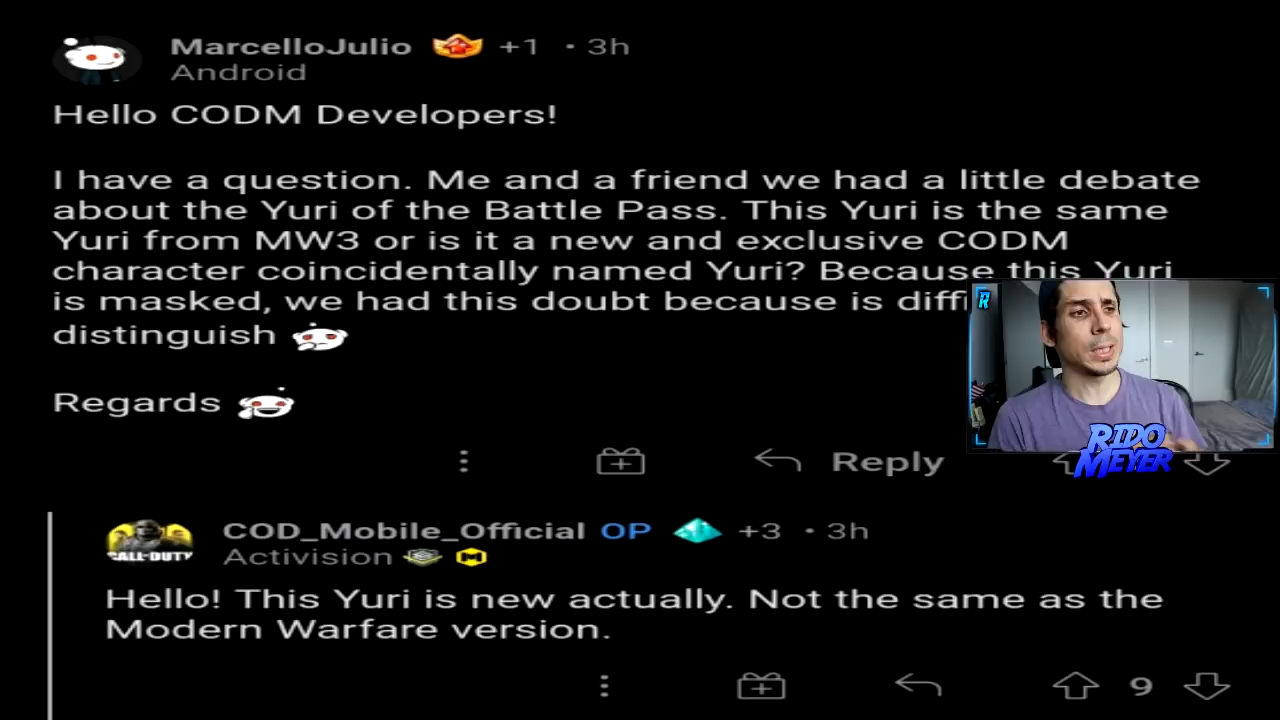 MarcelloJulio +1 • 3h
Android
Hello CODM Developers!
I have a question. Me and a friend we had a little debate
about the Yuri of the Battle Pass. This Yuri is the same
Yuri from MW3 or is it a new and exclusive CODM
character coincidentally named Yuri? Because this Yuri
is masked, we had this doubt because is
distinguish
Regards
R
RIDO
MEYER
Reply
COD_Mobile_Official OP +3 • 3h
CALL·DUTY
Activision
Hello! This Yuri is new actually. Not the same as the
Modern Warfare version.
9